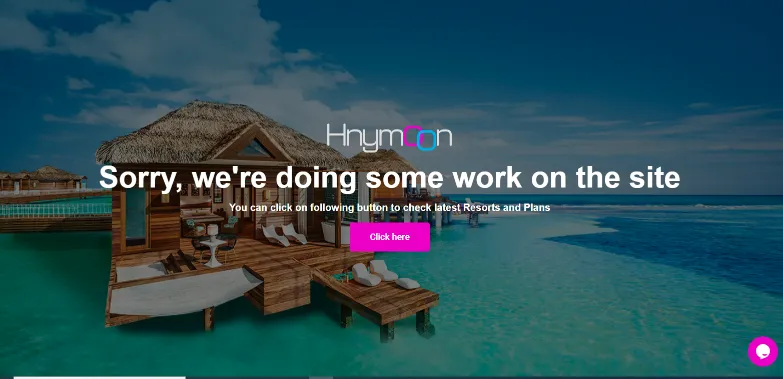 Hnymoon
Sorry, we're doing some work on the site
You can click on following button to check latest Resorts and Plans
Click here